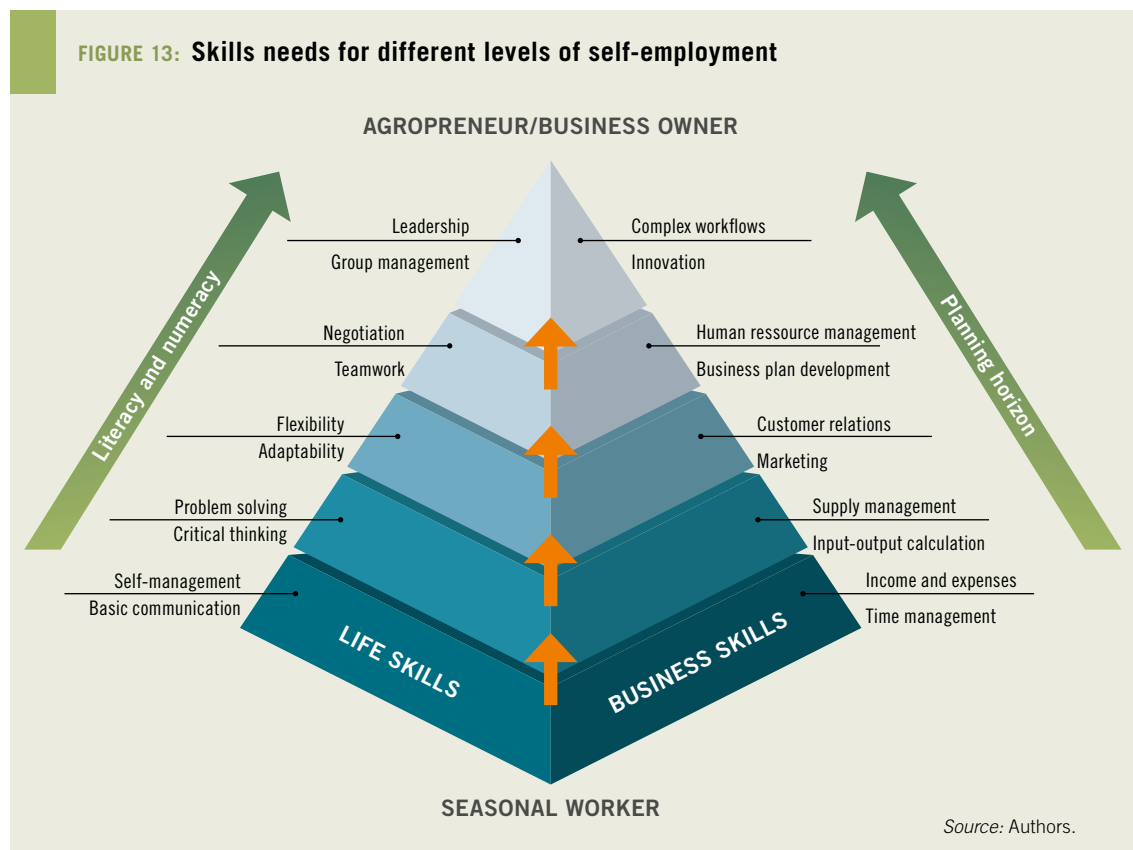 FIGURE 13: Skills needs for different levels of self-employment
AGROPRENEUR/BUSINESS OWNER
Literacy and numeracy
Planning horizon
Leadership
Group management
Complex workflows
Innovation
Negotiation
Teamwork
Human ressource management
Business plan development
Flexibility
Adaptability
Customer relations
Marketing
Problem solving
Critical thinking
Supply management
Input-output calculation
Self-management
Basic communication
Income and expenses
Time management
LIFE SKILLS
BUSINESS SKILLS
SEASONAL WORKER
Source: Authors.